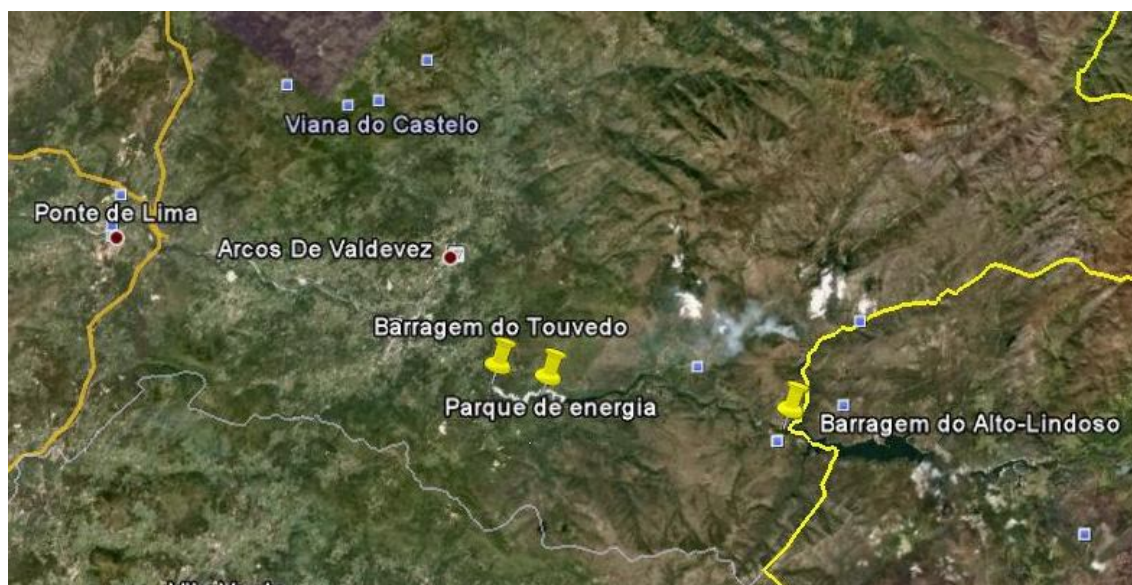 Viana do Castelo
Ponte de Lima
Arcos De Valdevez
Barragem do Touvedo
Parque de energia
Barragem do Alto-Lindoso